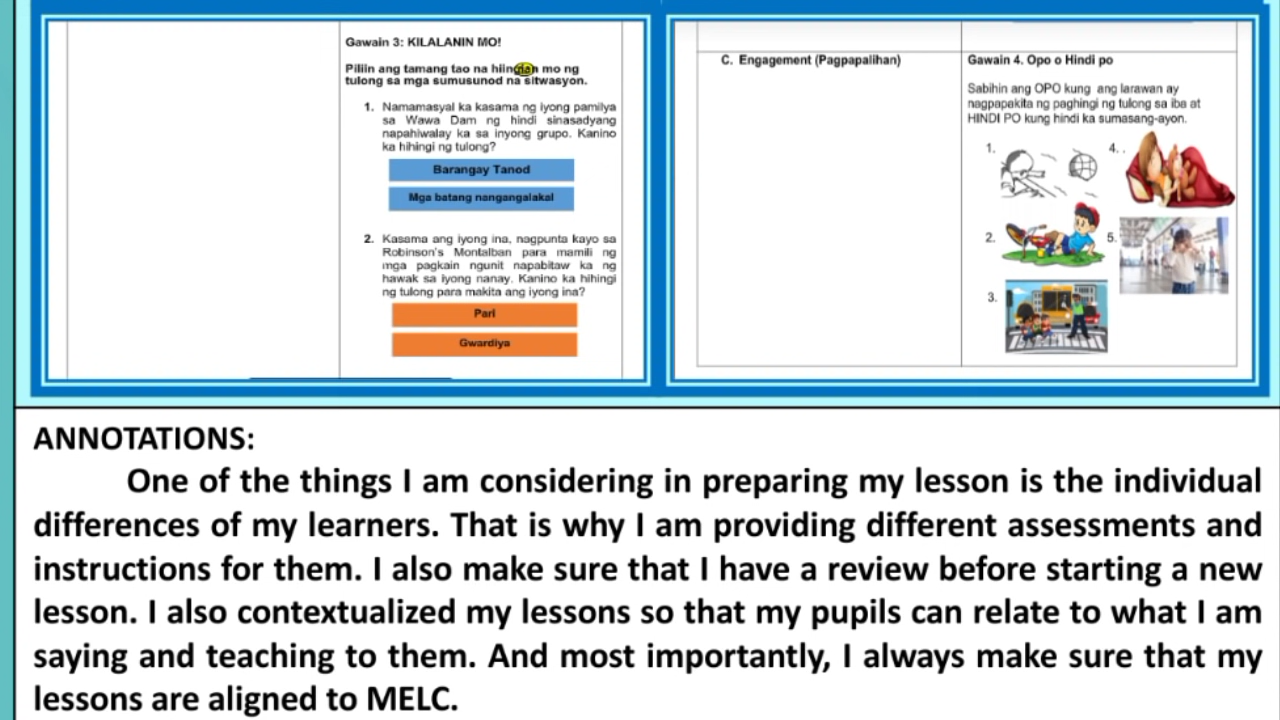 Gawain 3: KILALANIN MO!
Piliin ang tamang tao na hiingian mo ng
tulong sa mga sumusunod na sitwasyon.
1. Namamasyal ka kasama ng iyong pamilya
sa Wawa Dam ng hindi sinasadyang
napahiwalay ka sa inyong grupo. Kanino
ka hihingi ng tulong?
Barangay Tanod
Mga batang nangangalakal
2. Kasama ang iyong ina, nagpunta kayo sa
Robinson's Montalban para mamili ng
mga pagkain ngunit napabitaw ka ng
hawak sa iyong nanay. Kanino ka hihingi
ng tulong para makita ang iyong ina?
Pari
Gwardiya
C. Engagement (Pagpapalihan)
Gawain 4. Opo o Hindi po
Sabihin ang OPO kung ang larawan ay
nagpapakita ng paghingi ng tulong sa iba at
HINDI PO kung hindi ka sumasang-ayon.
1.
4. .
2.
5.
3.
ANNOTATIONS:
One of the things I am considering in preparing my lesson is the individual
differences of my learners. That is why I am providing different assessments and
instructions for them. I also make sure that I have a review before starting a new
lesson. I also contextualized my lessons so that my pupils can relate to what I am
saying and teaching to them. And most importantly, I always make sure that my
lessons are aligned to MELC.